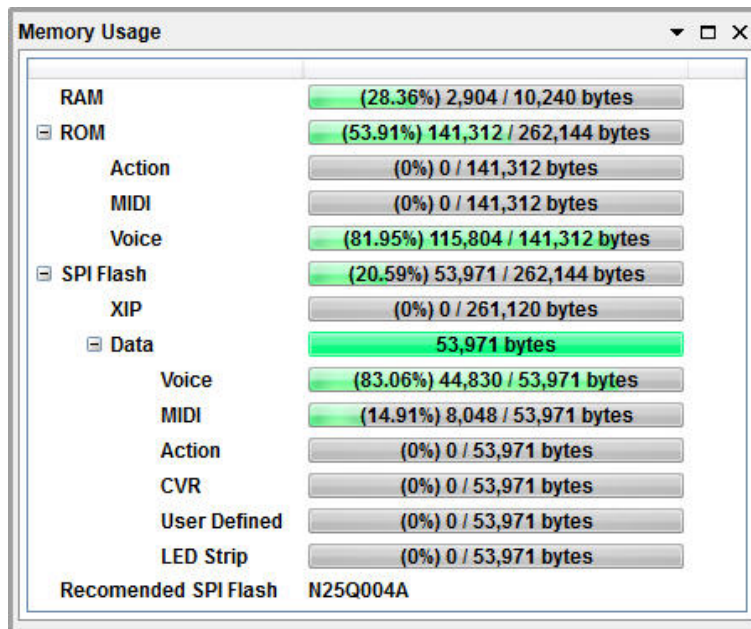 Memory Usage
RAM (28.36%) 2,904 / 10,240 bytes
ROM (53.91%) 141,312 / 262,144 bytes
Action (0%) 0 / 141,312 bytes
MIDI (0%) 0 / 141,312 bytes
Voice (81.95%) 115,804 / 141,312 bytes
SPI Flash (20.59%) 53,971 / 262,144 bytes
XIP (0%) 0 / 261,120 bytes
Data 53,971 bytes
Voice (83.06%) 44,830 / 53,971 bytes
MIDI (14.91%) 8,048 / 53,971 bytes
Action (0%) 0 / 53,971 bytes
CVR (0%) 0 / 53,971 bytes
User Defined (0%) 0 / 53,971 bytes
LED Strip (0%) 0 / 53,971 bytes
Recomended SPI Flash N25Q004A